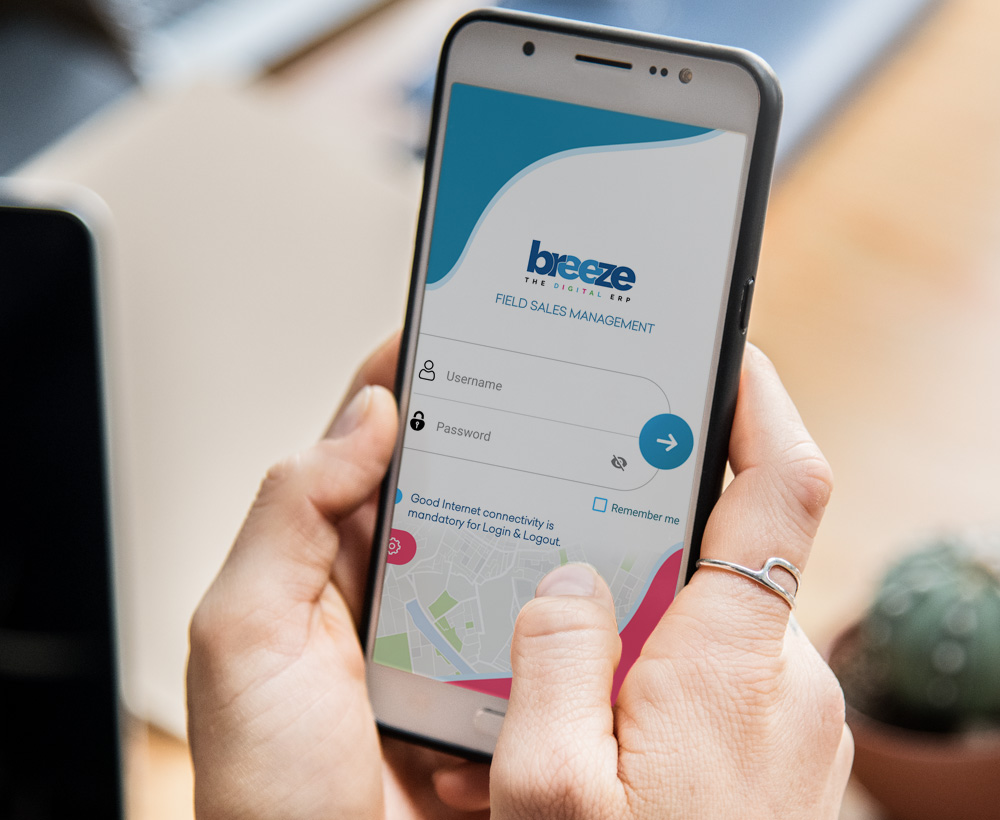 breeze
THE DIGITAL ERP
FIELD SALES MANAGEMENT
Username
Password
Remember me
Good Internet connectivity is
mandatory for Login & Logout.